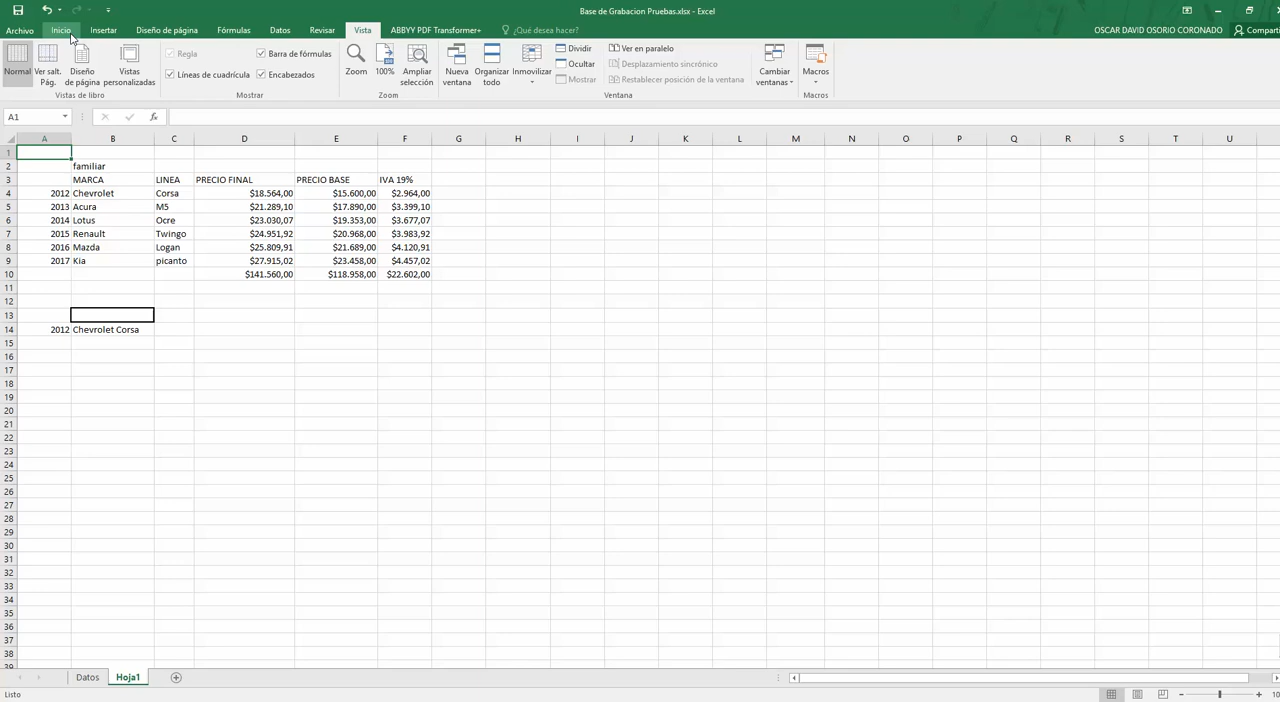 Base de Grabacion Pruebas.xlsx - Excel
Archivo Inicio Insertar Diseño de página Fórmulas Datos Revisar Vista ABBYY PDF Transformer+ ¿Qué desea hacer? OSCAR DAVID OSORIO CORONADO Comparti
Normal Ver salt. Pág. Diseño de página Vistas personalizadas
Vistas de libro
Regla Barra de fórmulas
Líneas de cuadrícula Encabezados
Mostrar
Zoom 100% Ampliar selección
Zoom
Nueva ventana Organizar todo Inmovilizar
Dividir Ver en paralelo
Ocultar Desplazamiento sincrónico
Mostrar Restablecer posición de la ventana
Cambiar ventanas
Ventana
Macros
Macros
A1 fx
A B C D E F G H I J K L M N O P Q R S T U
1
2 familiar
3 MARCA LINEA PRECIO FINAL PRECIO BASE IVA 19%
4 2012 Chevrolet Corsa $18.564,00 $15.600,00 $2.964,00
5 2013 Acura M5 $21.289,10 $17.890,00 $3.399,10
6 2014 Lotus Ocre $23.030,07 $19.353,00 $3.677,07
7 2015 Renault Twingo $24.951,92 $20.968,00 $3.983,92
8 2016 Mazda Logan $25.809,91 $21.689,00 $4.120,91
9 2017 Kia picanto $27.915,02 $23.458,00 $4.457,02
10 $141.560,00 $118.958,00 $22.602,00
11
12
13
14 2012 Chevrolet Corsa
15
16
17
18
19
20
21
22
23
24
25
26
27
28
29
30
31
32
33
34
35
36
37
38
39
Datos Hoja1
Listo 10